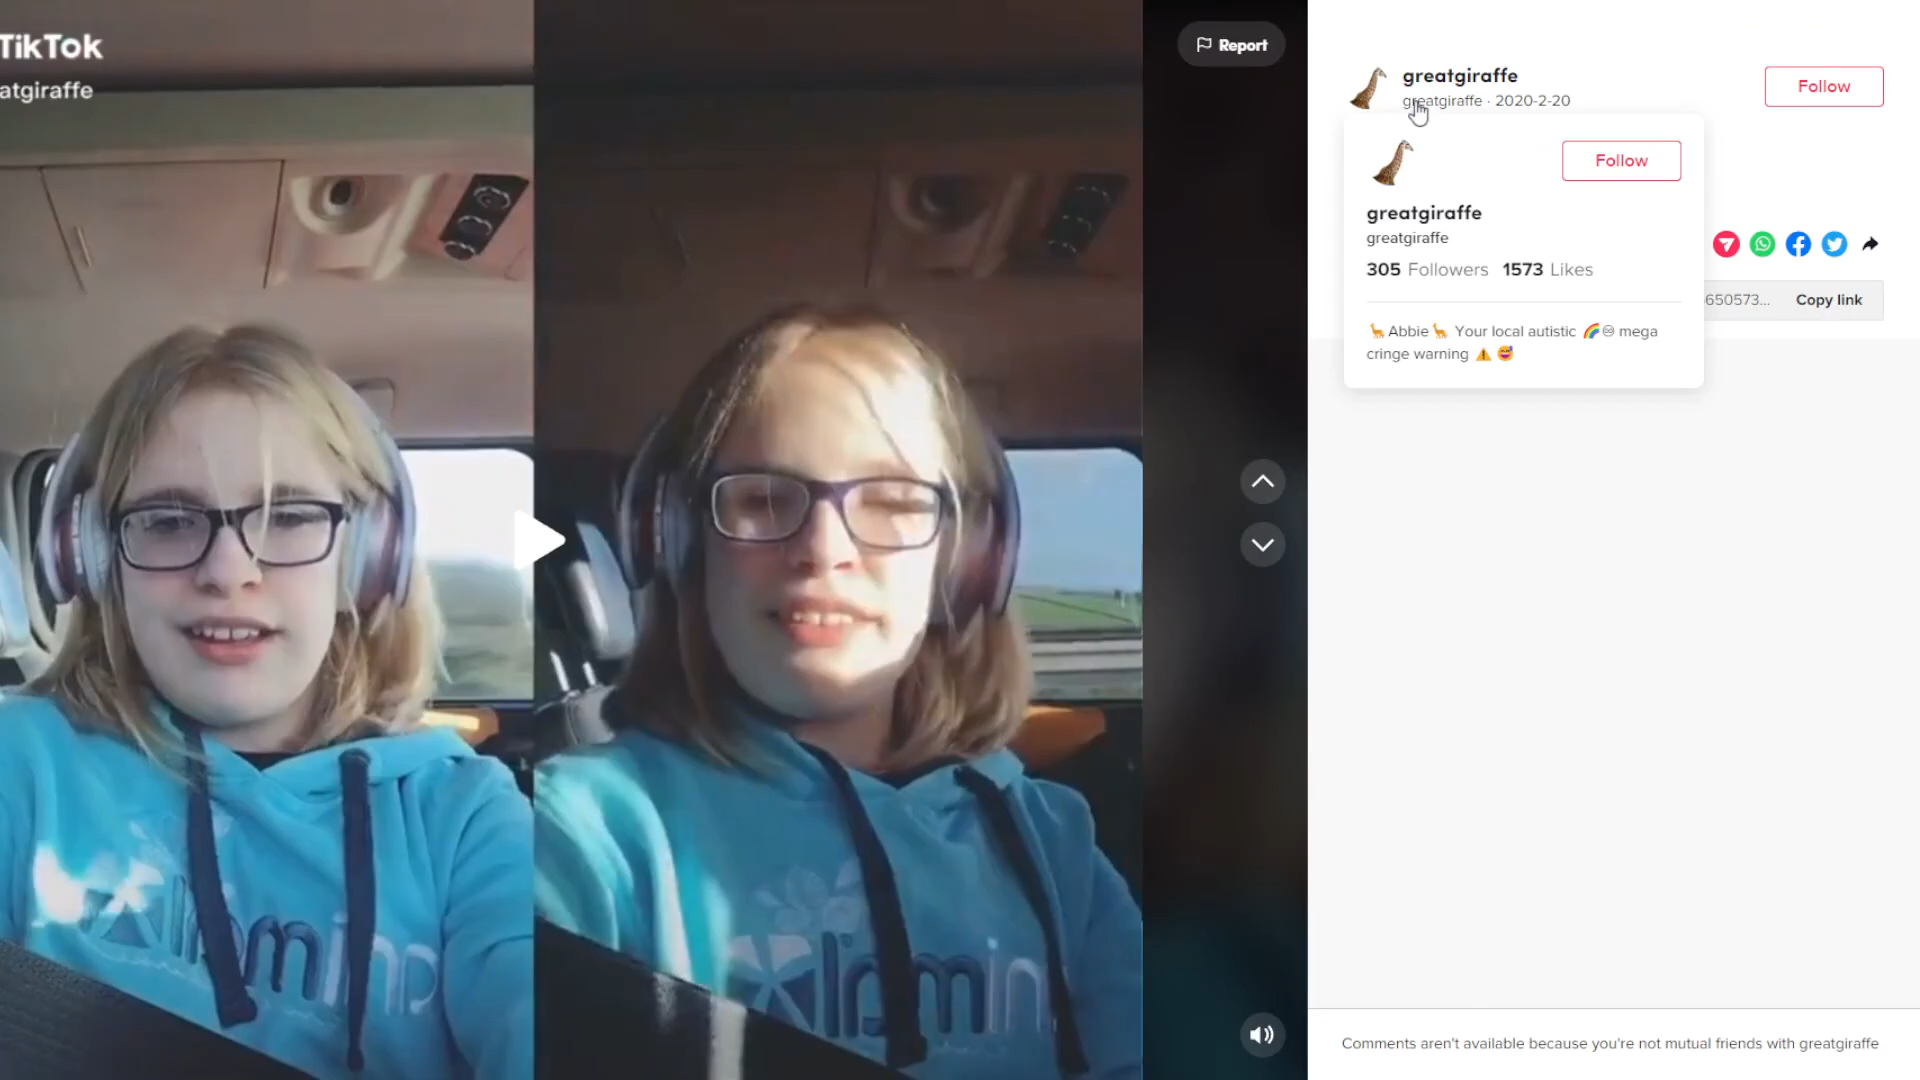 TikTok
atgiraffe
Report
greatgiraffe
greatgiraffe · 2020-2-20
Follow
Follow
greatgiraffe
greatgiraffe
305 Followers 1573 Likes
650573... Copy link
🦒Abbie🦒 Your local autistic 🌈♾ mega
cringe warning ⚠️ 😅
Comments aren't available because you're not mutual friends with greatgiraffe